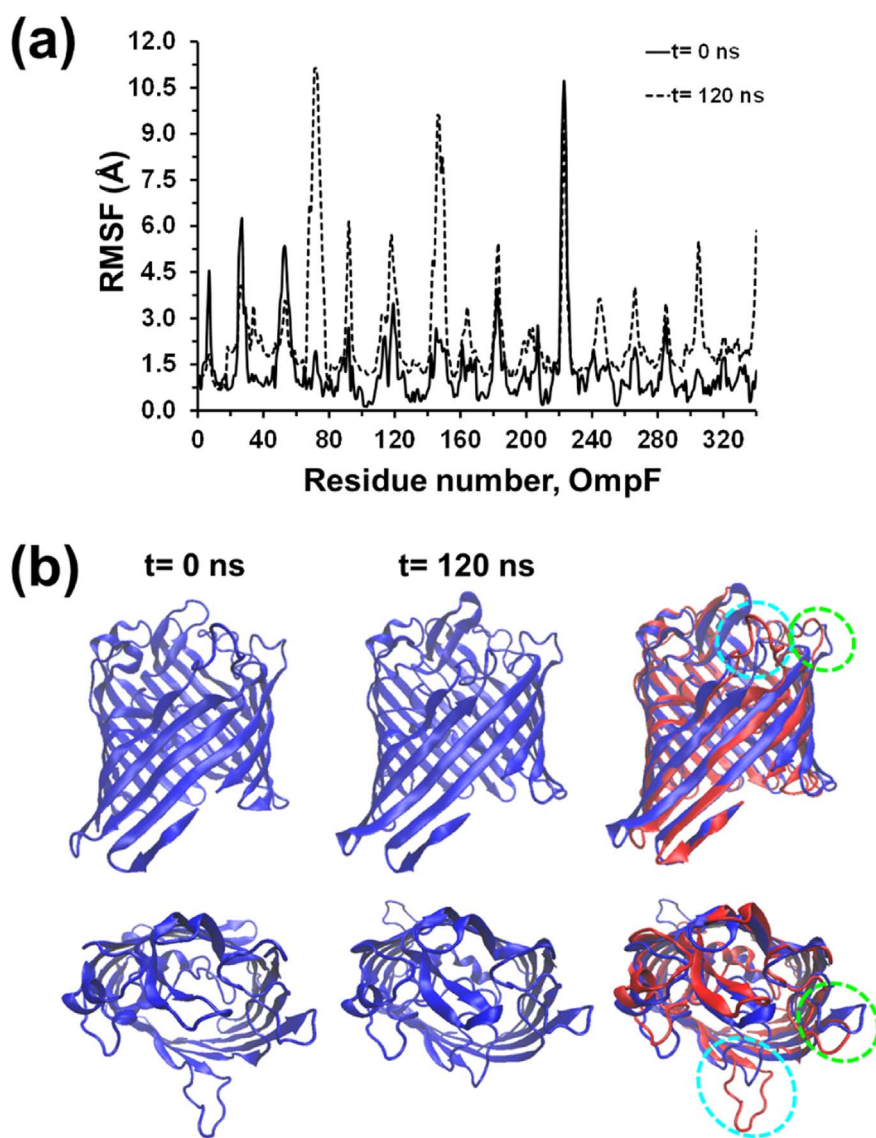 (a)
12.0
10.5
9.0
7.5
6.0
4.5
3.0
1.5
0.0
RMSF (Å)
t= 0 ns
t= 120 ns
0 40 80 120 160 200 240 280 320
Residue number, OmpF
(b)
t= 0 ns t= 120 ns